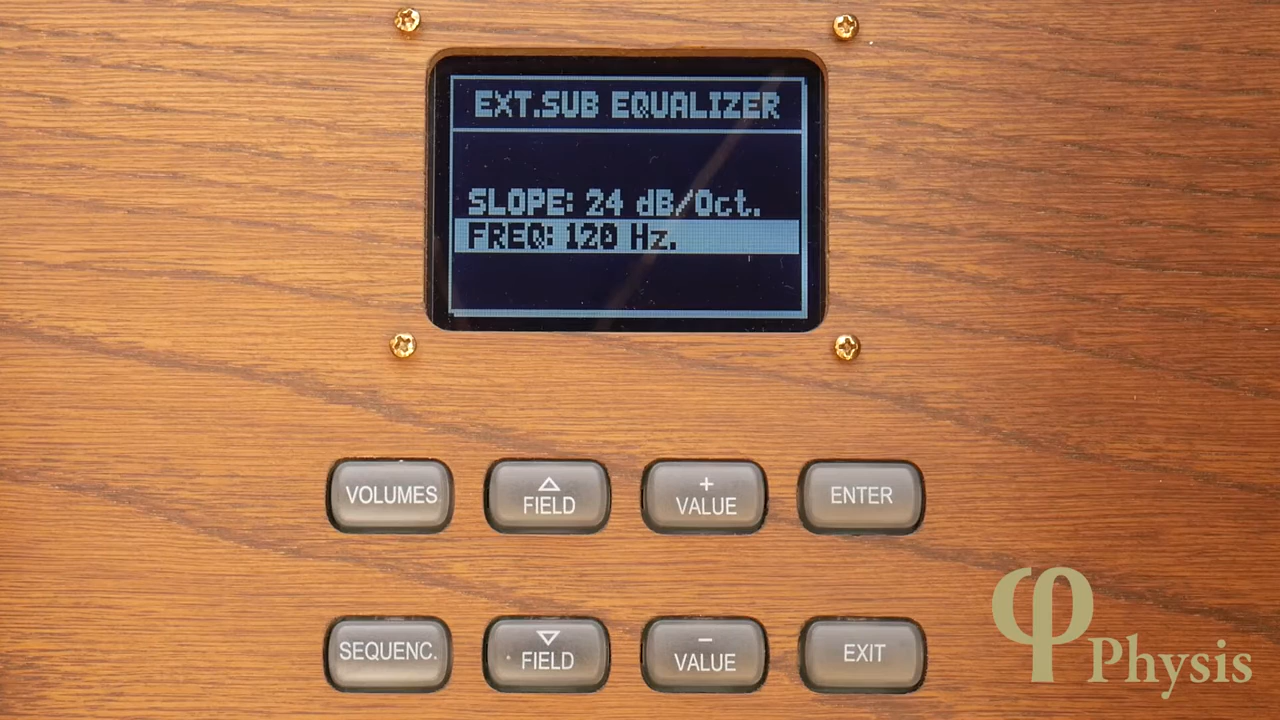 EXT.SUB EQUALIZER
SLOPE: 24 dB/Oct.
FREQ: 120 Hz.
VOLUMES
FIELD
+
VALUE
ENTER
SEQUENC.
FIELD
−
VALUE
EXIT
φ Physis